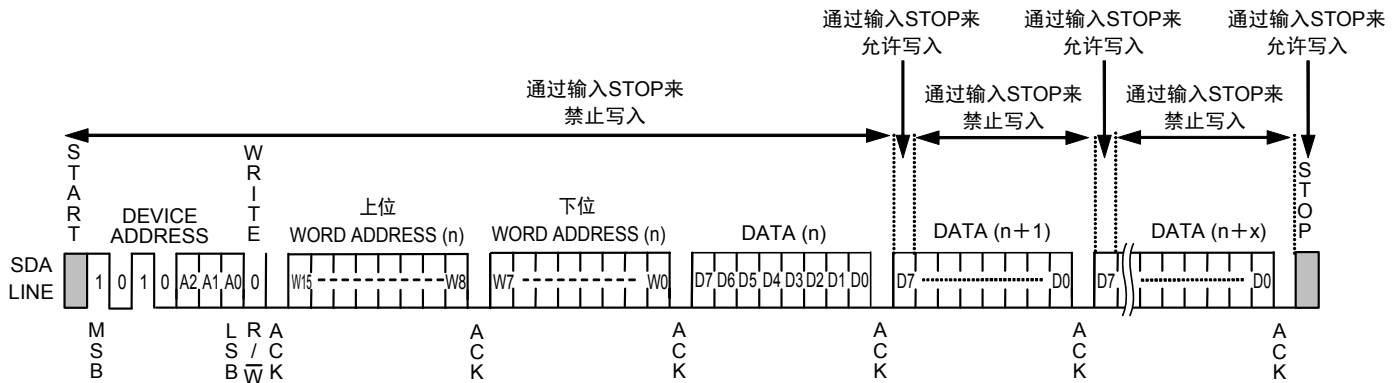 通过输入STOP来
允许写入
通过输入STOP来
允许写入
通过输入STOP来
允许写入
通过输入STOP来
禁止写入
通过输入STOP来
禁止写入
通过输入STOP来
禁止写入
START
WRITE
STOP
DEVICE
ADDRESS
上位
WORD ADDRESS (n)
下位
WORD ADDRESS (n)
DATA (n)
DATA (n+1)
DATA (n+x)
SDA
LINE
1 0 1 0 A2 A1 A0 0 W15 W8 W7 W0 D7 D6 D5 D4 D3 D2 D1 D0 D7 D0 D7 D0
MSB
LSB
R/W̅
ACK
ACK
ACK
ACK
ACK
ACK